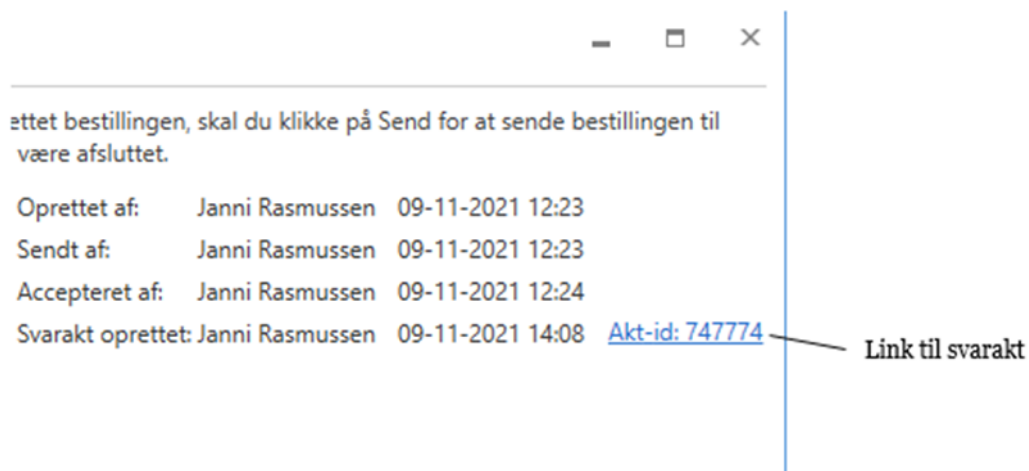 ettet bestillingen, skal du klikke på Send for at sende bestillingen til
være afsluttet.
Oprettet af: Janni Rasmussen 09-11-2021 12:23
Sendt af: Janni Rasmussen 09-11-2021 12:23
Accepteret af: Janni Rasmussen 09-11-2021 12:24
Svarakt oprettet: Janni Rasmussen 09-11-2021 14:08 Akt-id: 747774
Link til svarakt